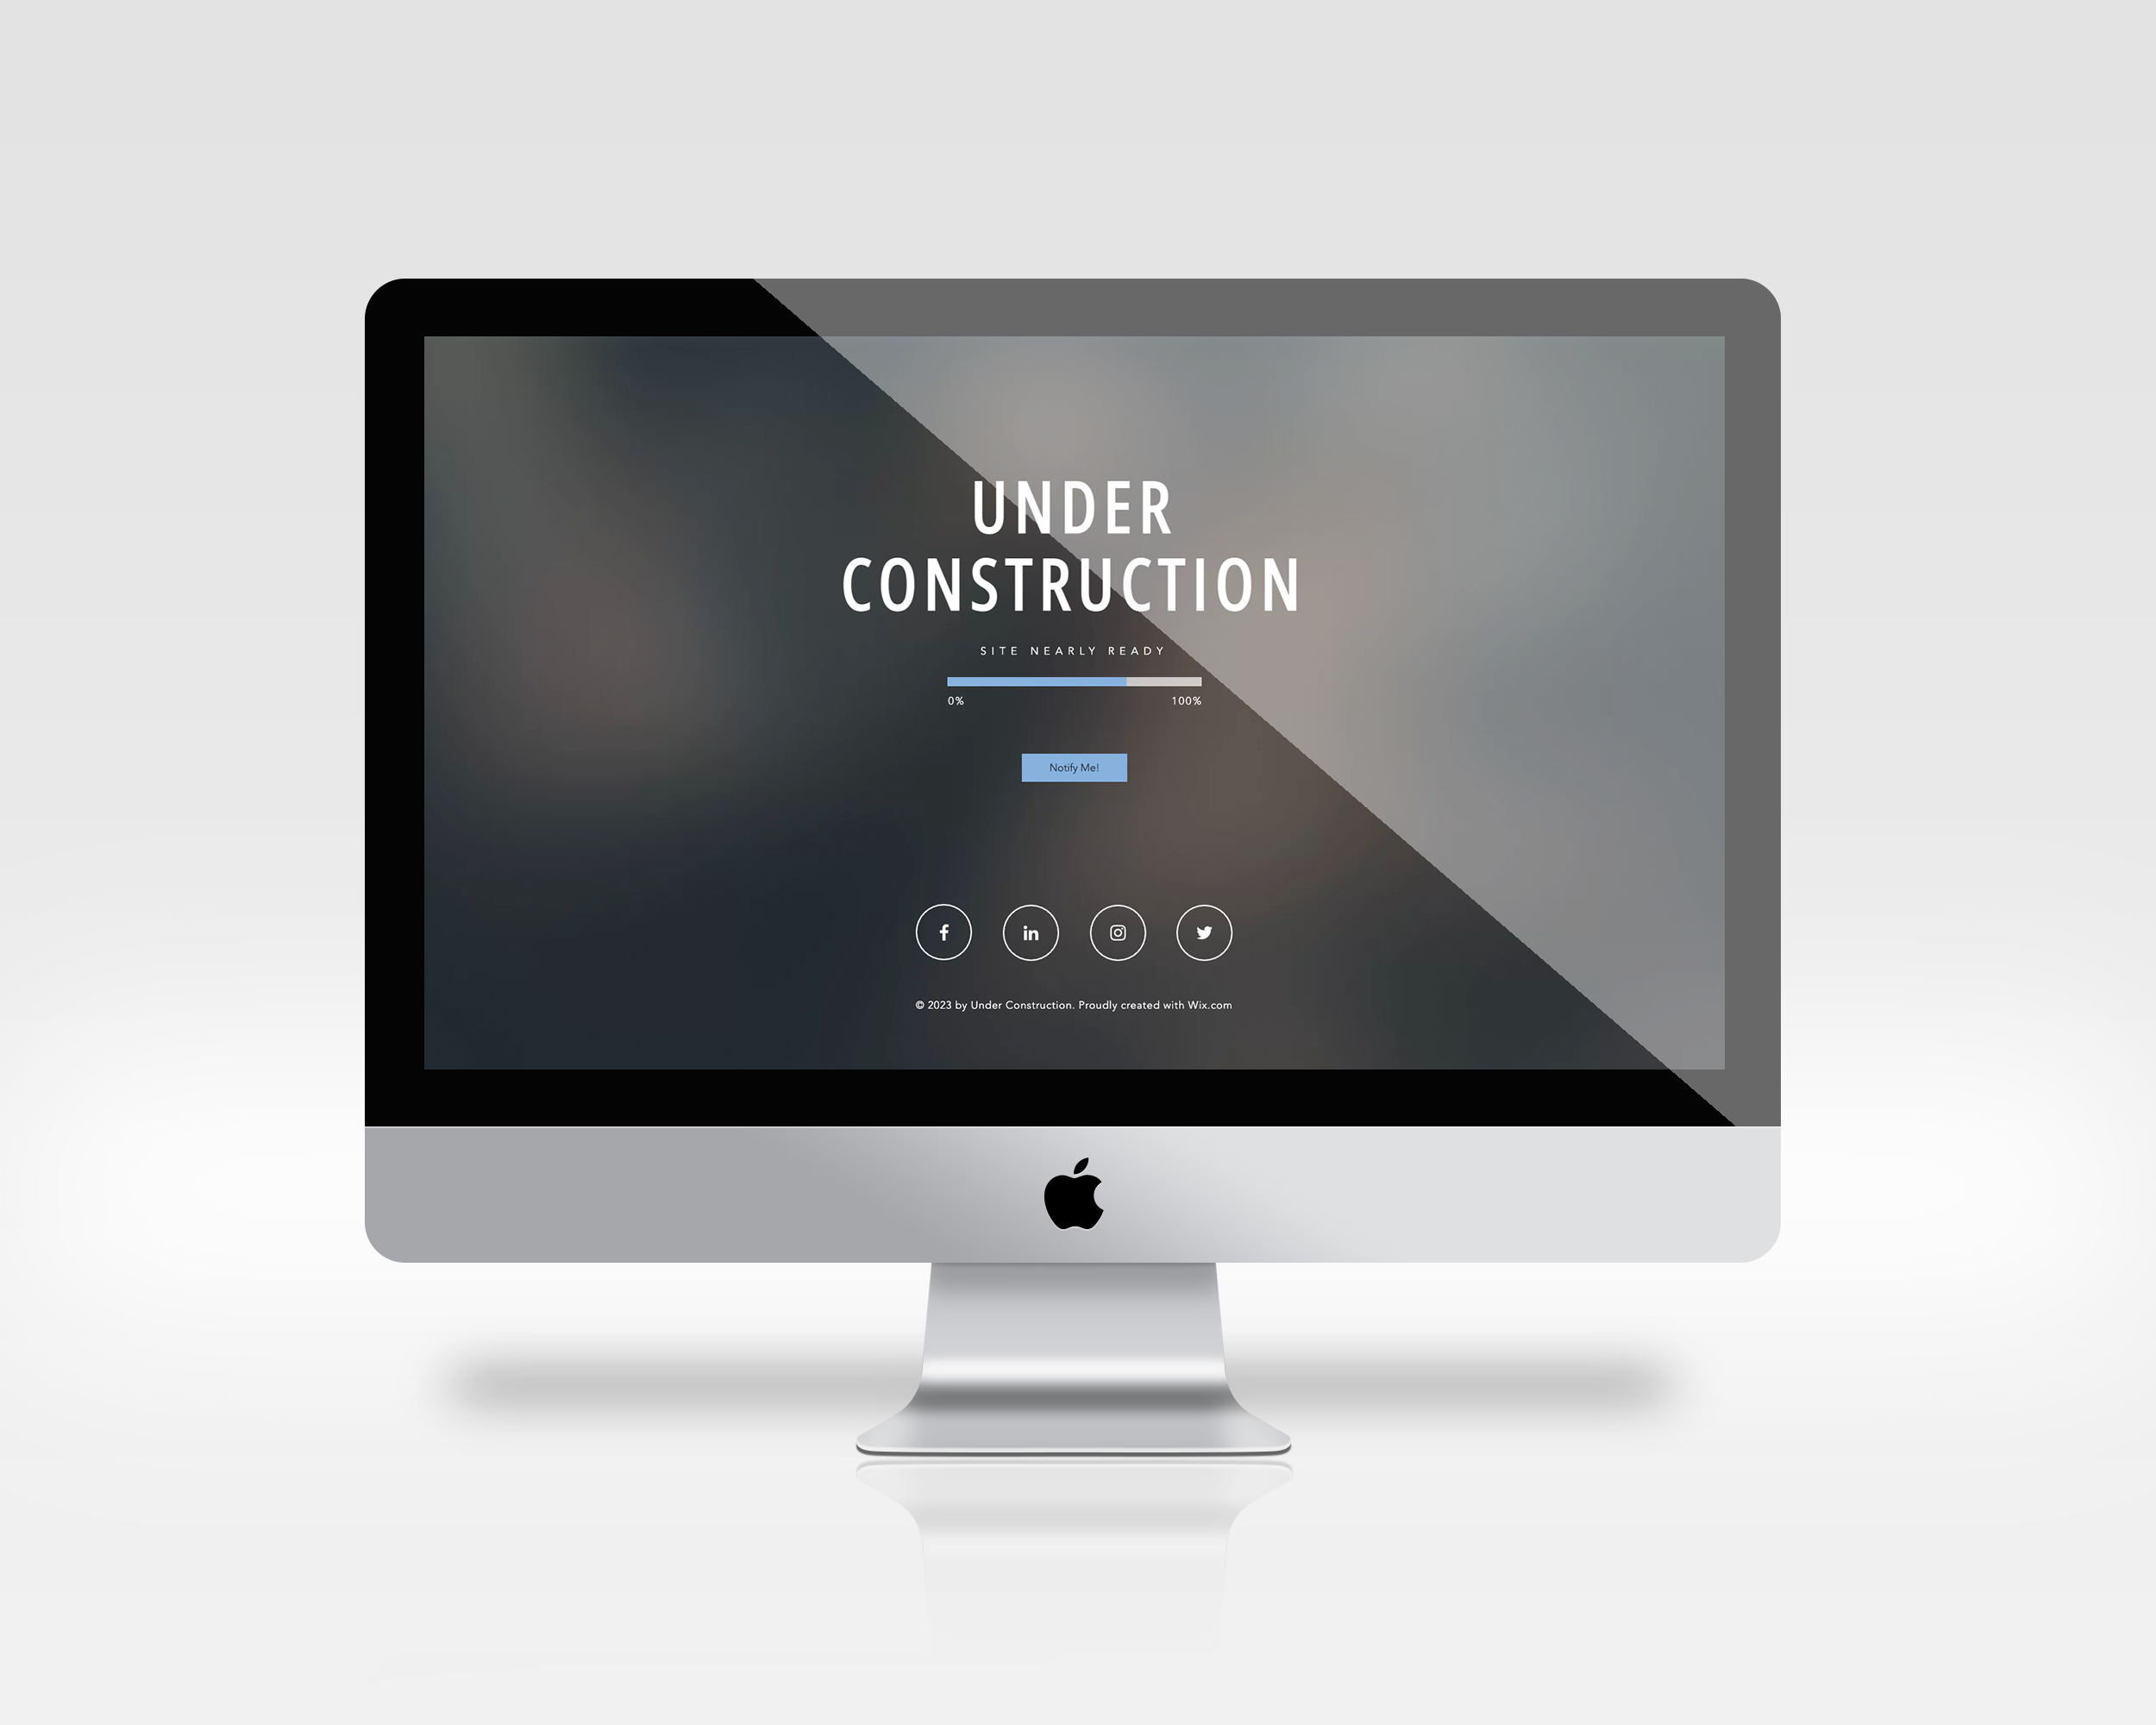 UNDER
CONSTRUCTION
SITE NEARLY READY
0% 100%
Notify Me!
f in
© 2023 by Under Construction. Proudly created with Wix.com